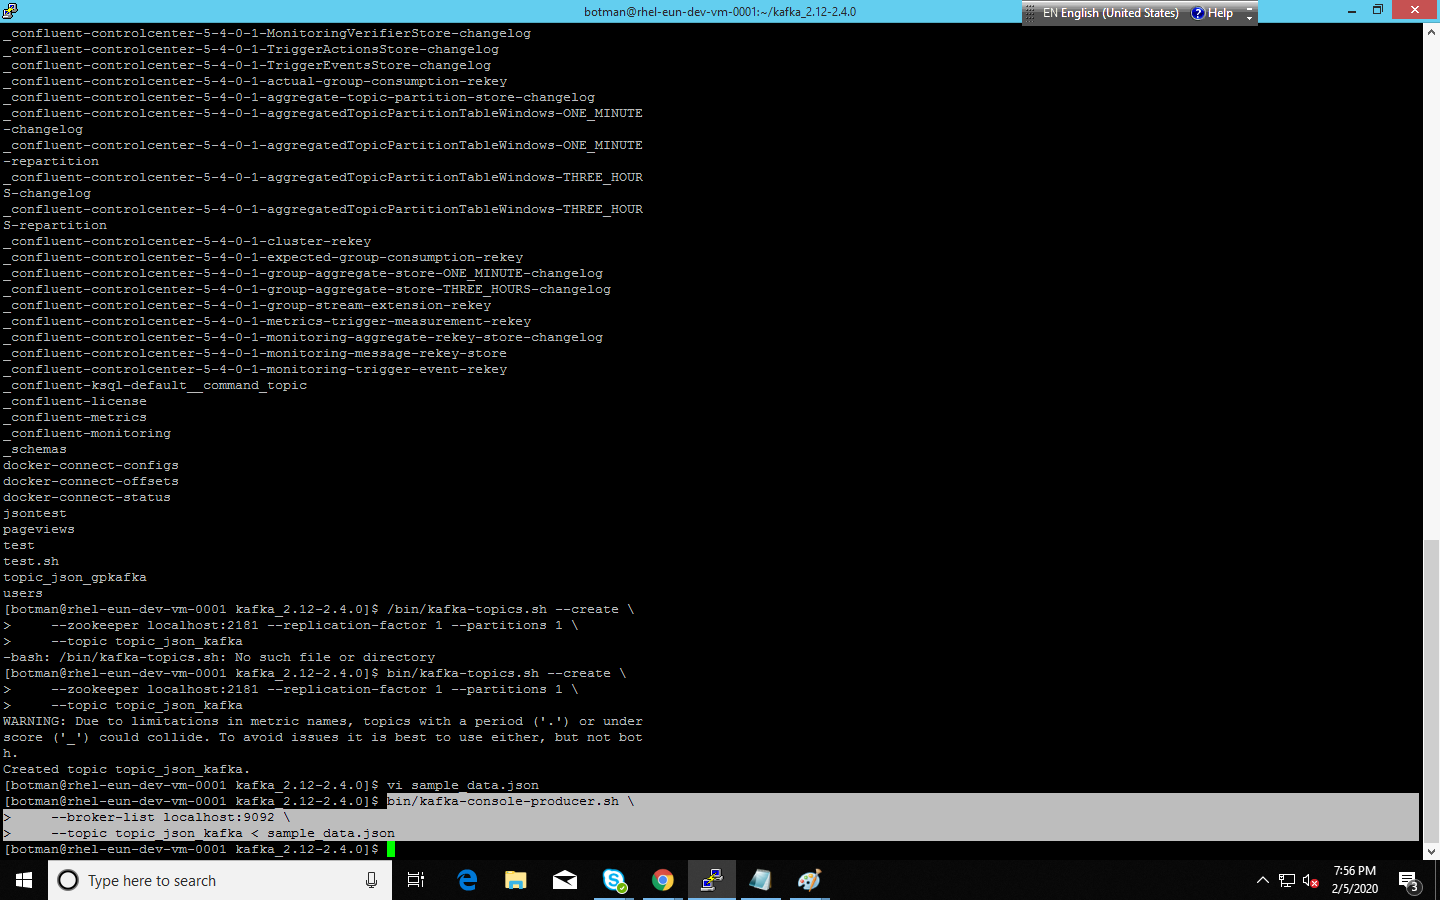 botman@rhel-eun-dev-vm-0001:~/kafka_2.12-2.4.0
EN English (United States) Help
_confluent-controlcenter-5-4-0-1-MonitoringVerifierStore-changelog
_confluent-controlcenter-5-4-0-1-TriggerActionsStore-changelog
_confluent-controlcenter-5-4-0-1-TriggerEventsStore-changelog
_confluent-controlcenter-5-4-0-1-actual-group-consumption-rekey
_confluent-controlcenter-5-4-0-1-aggregate-topic-partition-store-changelog
_confluent-controlcenter-5-4-0-1-aggregatedTopicPartitionTableWindows-ONE_MINUTE
-changelog
_confluent-controlcenter-5-4-0-1-aggregatedTopicPartitionTableWindows-ONE_MINUTE
-repartition
_confluent-controlcenter-5-4-0-1-aggregatedTopicPartitionTableWindows-THREE_HOUR
S-changelog
_confluent-controlcenter-5-4-0-1-aggregatedTopicPartitionTableWindows-THREE_HOUR
S-repartition
_confluent-controlcenter-5-4-0-1-cluster-rekey
_confluent-controlcenter-5-4-0-1-expected-group-consumption-rekey
_confluent-controlcenter-5-4-0-1-group-aggregate-store-ONE_MINUTE-changelog
_confluent-controlcenter-5-4-0-1-group-aggregate-store-THREE_HOURS-changelog
_confluent-controlcenter-5-4-0-1-group-stream-extension-rekey
_confluent-controlcenter-5-4-0-1-metrics-trigger-measurement-rekey
_confluent-controlcenter-5-4-0-1-monitoring-aggregate-rekey-store-changelog
_confluent-controlcenter-5-4-0-1-monitoring-message-rekey-store
_confluent-controlcenter-5-4-0-1-monitoring-trigger-event-rekey
_confluent-ksql-default__command_topic
_confluent-license
_confluent-metrics
_confluent-monitoring
_schemas
docker-connect-configs
docker-connect-offsets
docker-connect-status
jsontest
pageviews
test
test.sh
topic_json_gpkafka
users
[botman@rhel-eun-dev-vm-0001 kafka_2.12-2.4.0]$ /bin/kafka-topics.sh --create \
>     --zookeeper localhost:2181 --replication-factor 1 --partitions 1 \
>     --topic topic_json_kafka
-bash: /bin/kafka-topics.sh: No such file or directory
[botman@rhel-eun-dev-vm-0001 kafka_2.12-2.4.0]$ bin/kafka-topics.sh --create \
>     --zookeeper localhost:2181 --replication-factor 1 --partitions 1 \
>     --topic topic_json_kafka
WARNING: Due to limitations in metric names, topics with a period ('.') or under
score ('_') could collide. To avoid issues it is best to use either, but not bot
h.
Created topic topic_json_kafka.
[botman@rhel-eun-dev-vm-0001 kafka_2.12-2.4.0]$ vi sample_data.json
[botman@rhel-eun-dev-vm-0001 kafka_2.12-2.4.0]$ bin/kafka-console-producer.sh \
>     --broker-list localhost:9092 \
>     --topic topic_json_kafka < sample_data.json
[botman@rhel-eun-dev-vm-0001 kafka_2.12-2.4.0]$
Type here to search
7:56 PM
2/5/2020
3